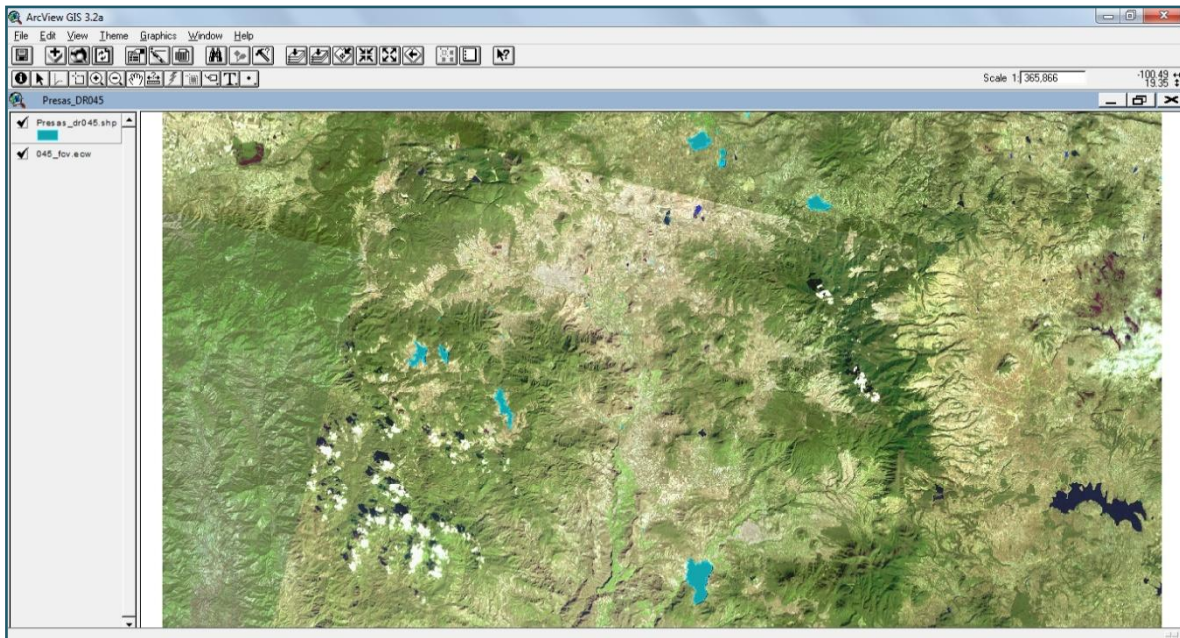 ArcView GIS 3.2a
File Edit View Theme Graphics Window Help
Scale 1: 365,866
-100.49
19.35
Presas_DR045
Presas_dr045.shp
045_fcv.ecw